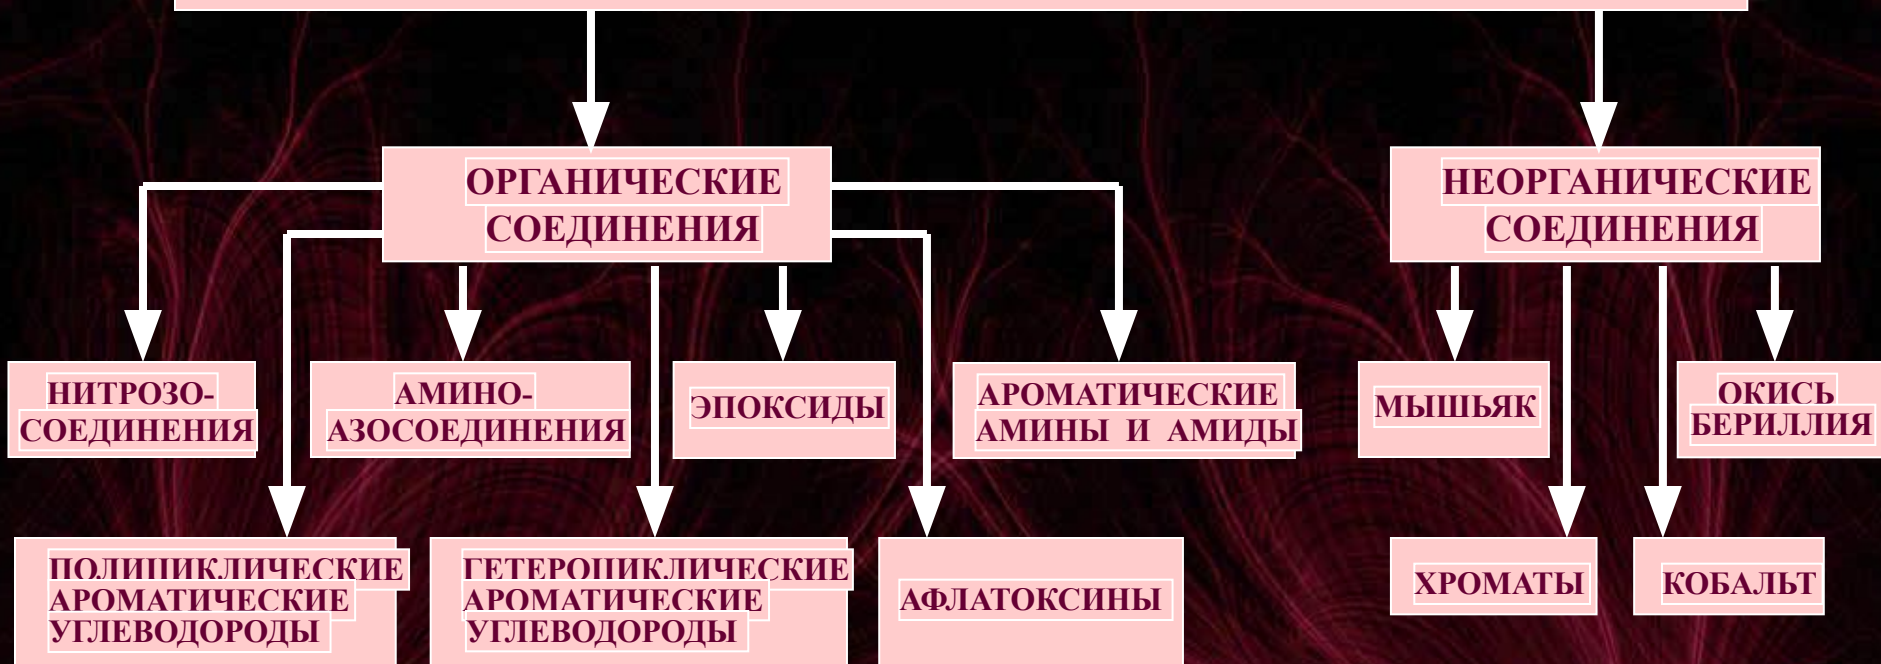 ОРГАНИЧЕСКИЕ
СОЕДИНЕНИЯ
НЕОРГАНИЧЕСКИЕ
СОЕДИНЕНИЯ
НИТРОЗО-
СОЕДИНЕНИЯ
АМИНО-
АЗОСОЕДИНЕНИЯ
ЭПОКСИДЫ
АРОМАТИЧЕСКИЕ
АМИНЫ И АМИДЫ
МЫШЬЯК
ОКИСЬ
БЕРИЛЛИЯ
ПОЛИЦИКЛИЧЕСКИЕ
АРОМАТИЧЕСКИЕ
УГЛЕВОДОРОДЫ
ГЕТЕРОЦИКЛИЧЕСКИЕ
АРОМАТИЧЕСКИЕ
УГЛЕВОДОРОДЫ
АФЛАТОКСИНЫ
ХРОМАТЫ
КОБАЛЬТ